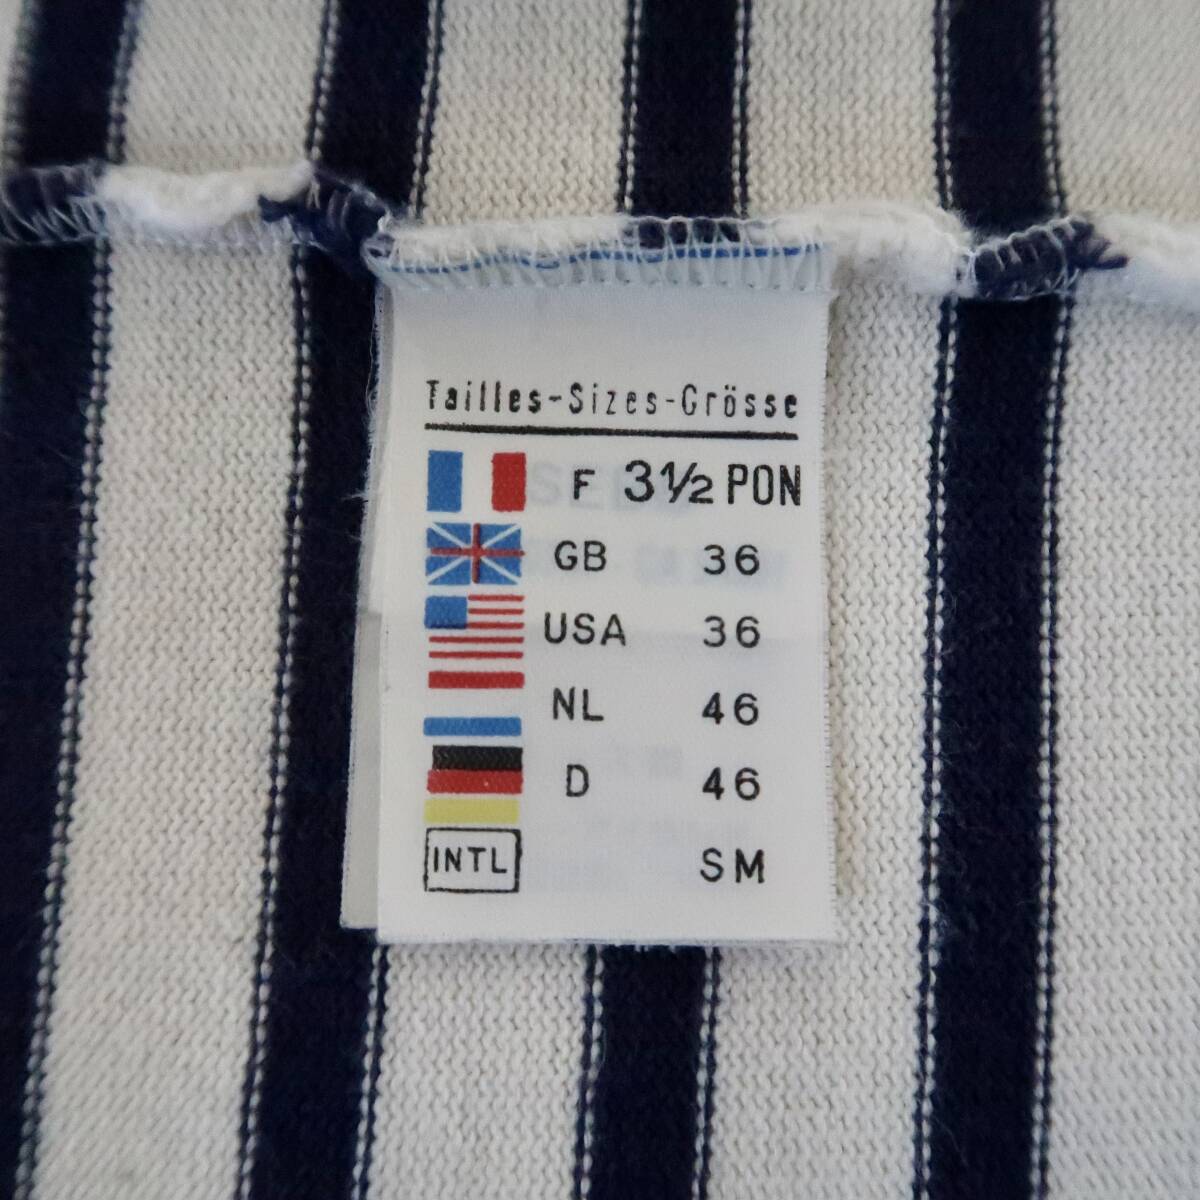 Tailles-Sizes-Grösse
F 3½ PON
GB 36
USA 36
NL 46
D 46
INTL SM